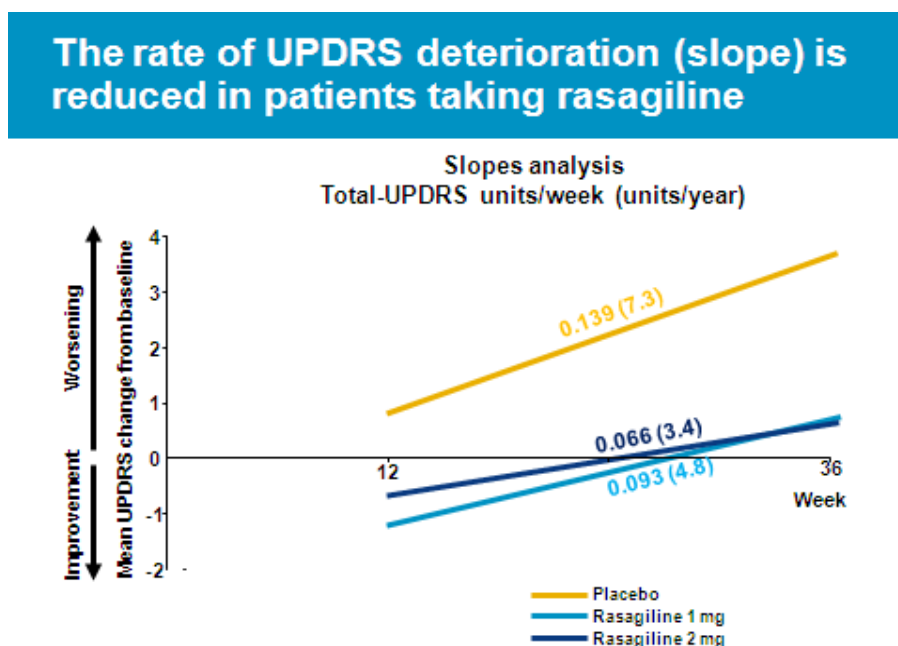 The rate of UPDRS deterioration (slope) is
reduced in patients taking rasagiline
Slopes analysis
Total-UPDRS units/week (units/year)
Worsening
Improvement
Mean UPDRS change from baseline
4
3
2
1
0
-1
-2
0.139 (7.3)
0.066 (3.4)
0.093 (4.8)
12
36
Week
Placebo
Rasagiline 1 mg
Rasagiline 2 mg